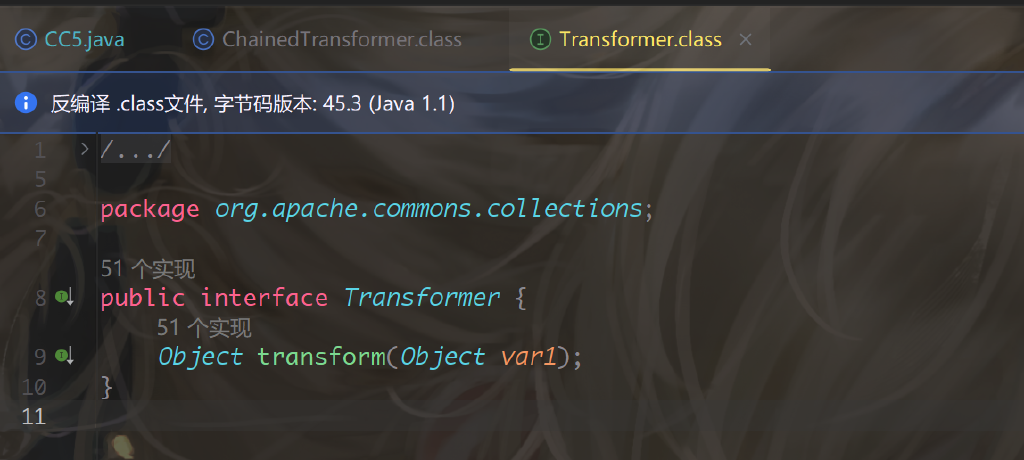 CC5.java ChainedTransformer.class Transformer.class
反编译 .class文件, 字节码版本: 45.3 (Java 1.1)
1 /.../
5
6 package org.apache.commons.collections;
7
51 个实现
8 public interface Transformer {
51 个实现
9 Object transform(Object var1);
10 }
11